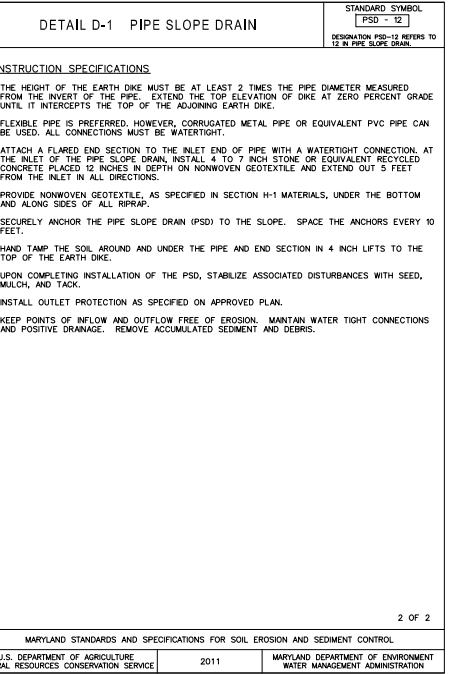 DETAIL D-1 PIPE SLOPE DRAIN
STANDARD SYMBOL
PSD - 12
DESIGNATION PSD-12 REFERS TO
12 IN PIPE SLOPE DRAIN.
NSTRUCTION SPECIFICATIONS
THE HEIGHT OF THE EARTH DIKE MUST BE AT LEAST 2 TIMES THE PIPE DIAMETER MEASURED
FROM THE INVERT OF THE PIPE. EXTEND THE TOP ELEVATION OF DIKE AT ZERO PERCENT GRADE
UNTIL IT INTERCEPTS THE TOP OF THE ADJOINING EARTH DIKE.
FLEXIBLE PIPE IS PREFERRED. HOWEVER, CORRUGATED METAL PIPE OR EQUIVALENT PVC PIPE CAN
BE USED. ALL CONNECTIONS MUST BE WATERTIGHT.
ATTACH A FLARED END SECTION TO THE INLET END OF PIPE WITH A WATERTIGHT CONNECTION. AT
THE INLET OF THE PIPE SLOPE DRAIN, INSTALL 4 TO 7 INCH STONE OR EQUIVALENT RECYCLED
CONCRETE PLACED 12 INCHES IN DEPTH ON NONWOVEN GEOTEXTILE AND EXTEND OUT 5 FEET
FROM THE INLET IN ALL DIRECTIONS.
PROVIDE NONWOVEN GEOTEXTILE, AS SPECIFIED IN SECTION H-1 MATERIALS, UNDER THE BOTTOM
AND ALONG SIDES OF ALL RIPRAP.
SECURELY ANCHOR THE PIPE SLOPE DRAIN (PSD) TO THE SLOPE. SPACE THE ANCHORS EVERY 10
FEET.
HAND TAMP THE SOIL AROUND AND UNDER THE PIPE AND END SECTION IN 4 INCH LIFTS TO THE
TOP OF THE EARTH DIKE.
UPON COMPLETING INSTALLATION OF THE PSD, STABILIZE ASSOCIATED DISTURBANCES WITH SEED,
MULCH, AND TACK.
INSTALL OUTLET PROTECTION AS SPECIFIED ON APPROVED PLAN.
KEEP POINTS OF INFLOW AND OUTFLOW FREE OF EROSION. MAINTAIN WATER TIGHT CONNECTIONS
AND POSITIVE DRAINAGE. REMOVE ACCUMULATED SEDIMENT AND DEBRIS.
2 OF 2
MARYLAND STANDARDS AND SPECIFICATIONS FOR SOIL EROSION AND SEDIMENT CONTROL
U.S. DEPARTMENT OF AGRICULTURE
RAL RESOURCES CONSERVATION SERVICE
2011
MARYLAND DEPARTMENT OF ENVIRONMENT
WATER MANAGEMENT ADMINISTRATION